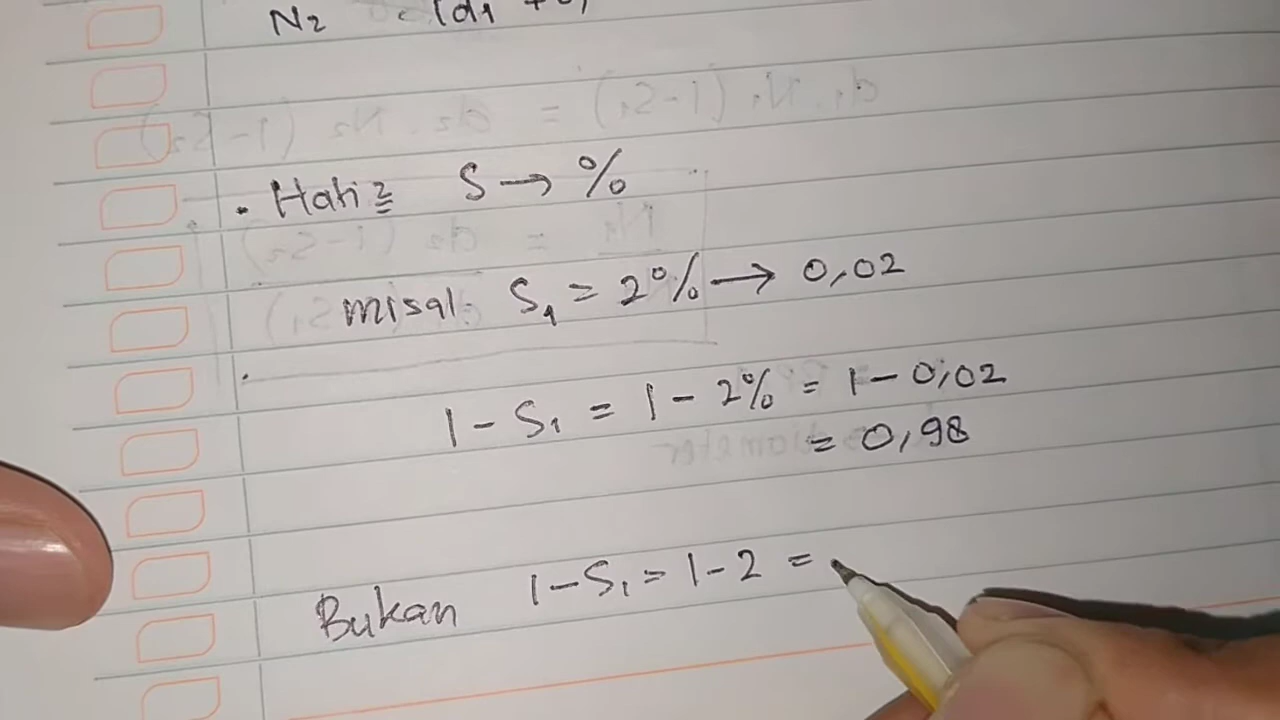 N2 (d1 +
. Hati2 S → %
misal. S1 = 2% → 0,02
1 - S1 = 1 - 2% = 1 - 0,02
= 0,98
Bukan 1 - S1 = 1 - 2 =